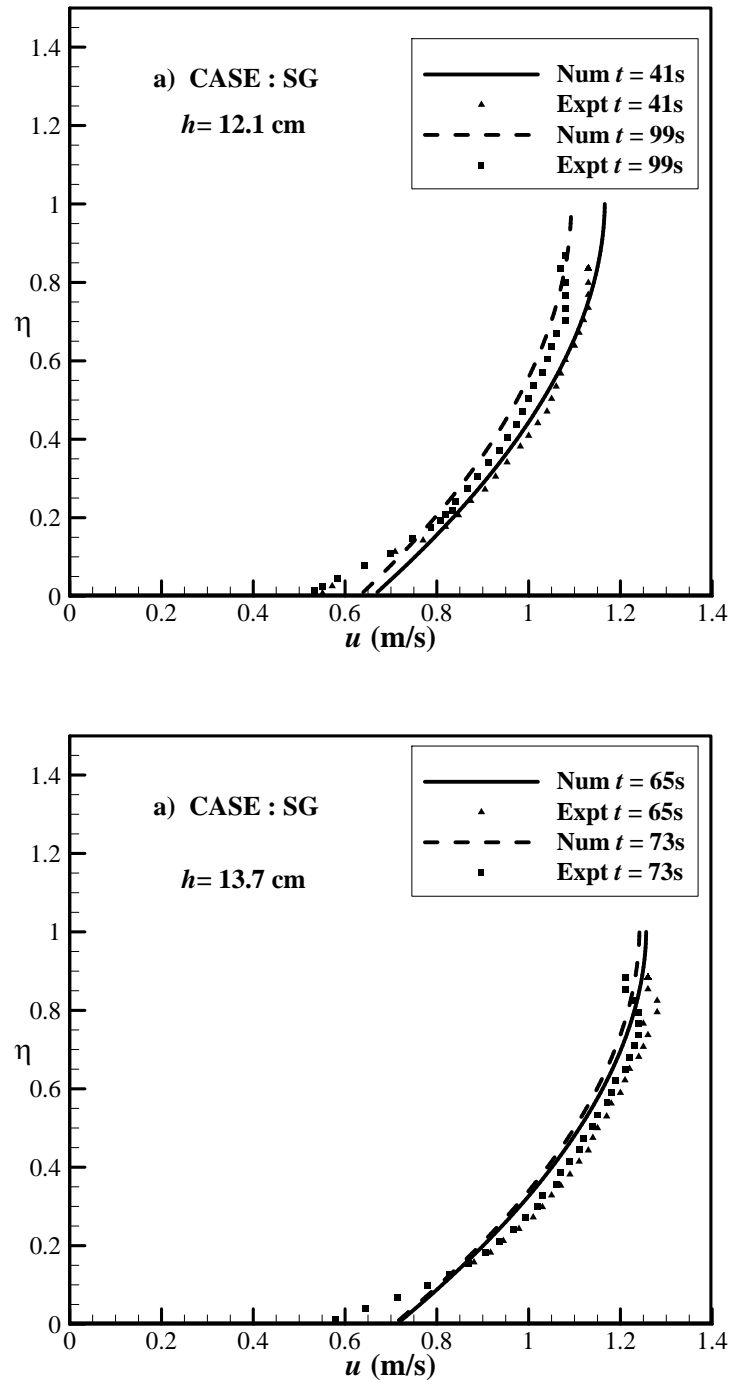 1.4
1.2
1
0.8
0.6
0.4
0.2
0
η
a) CASE : SG
h= 12.1 cm
Num t = 41s
Expt t = 41s
Num t = 99s
Expt t = 99s
0 0.2 0.4 0.6 0.8 1 1.2 1.4
u (m/s)
1.4
1.2
1
0.8
0.6
0.4
0.2
0
η
a) CASE : SG
h= 13.7 cm
Num t = 65s
Expt t = 65s
Num t = 73s
Expt t = 73s
0 0.2 0.4 0.6 0.8 1 1.2 1.4
u (m/s)